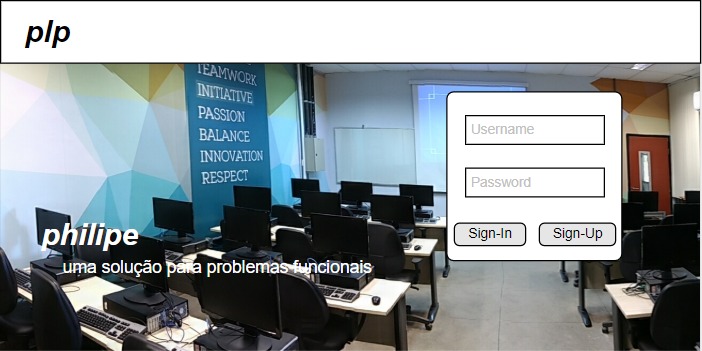 plp
TEAMWORK
INITIATIVE
PASSION
BALANCE
INNOVATION
RESPECT
Username
Password
Sign-In
Sign-Up
philipe
uma solução para problemas funcionais